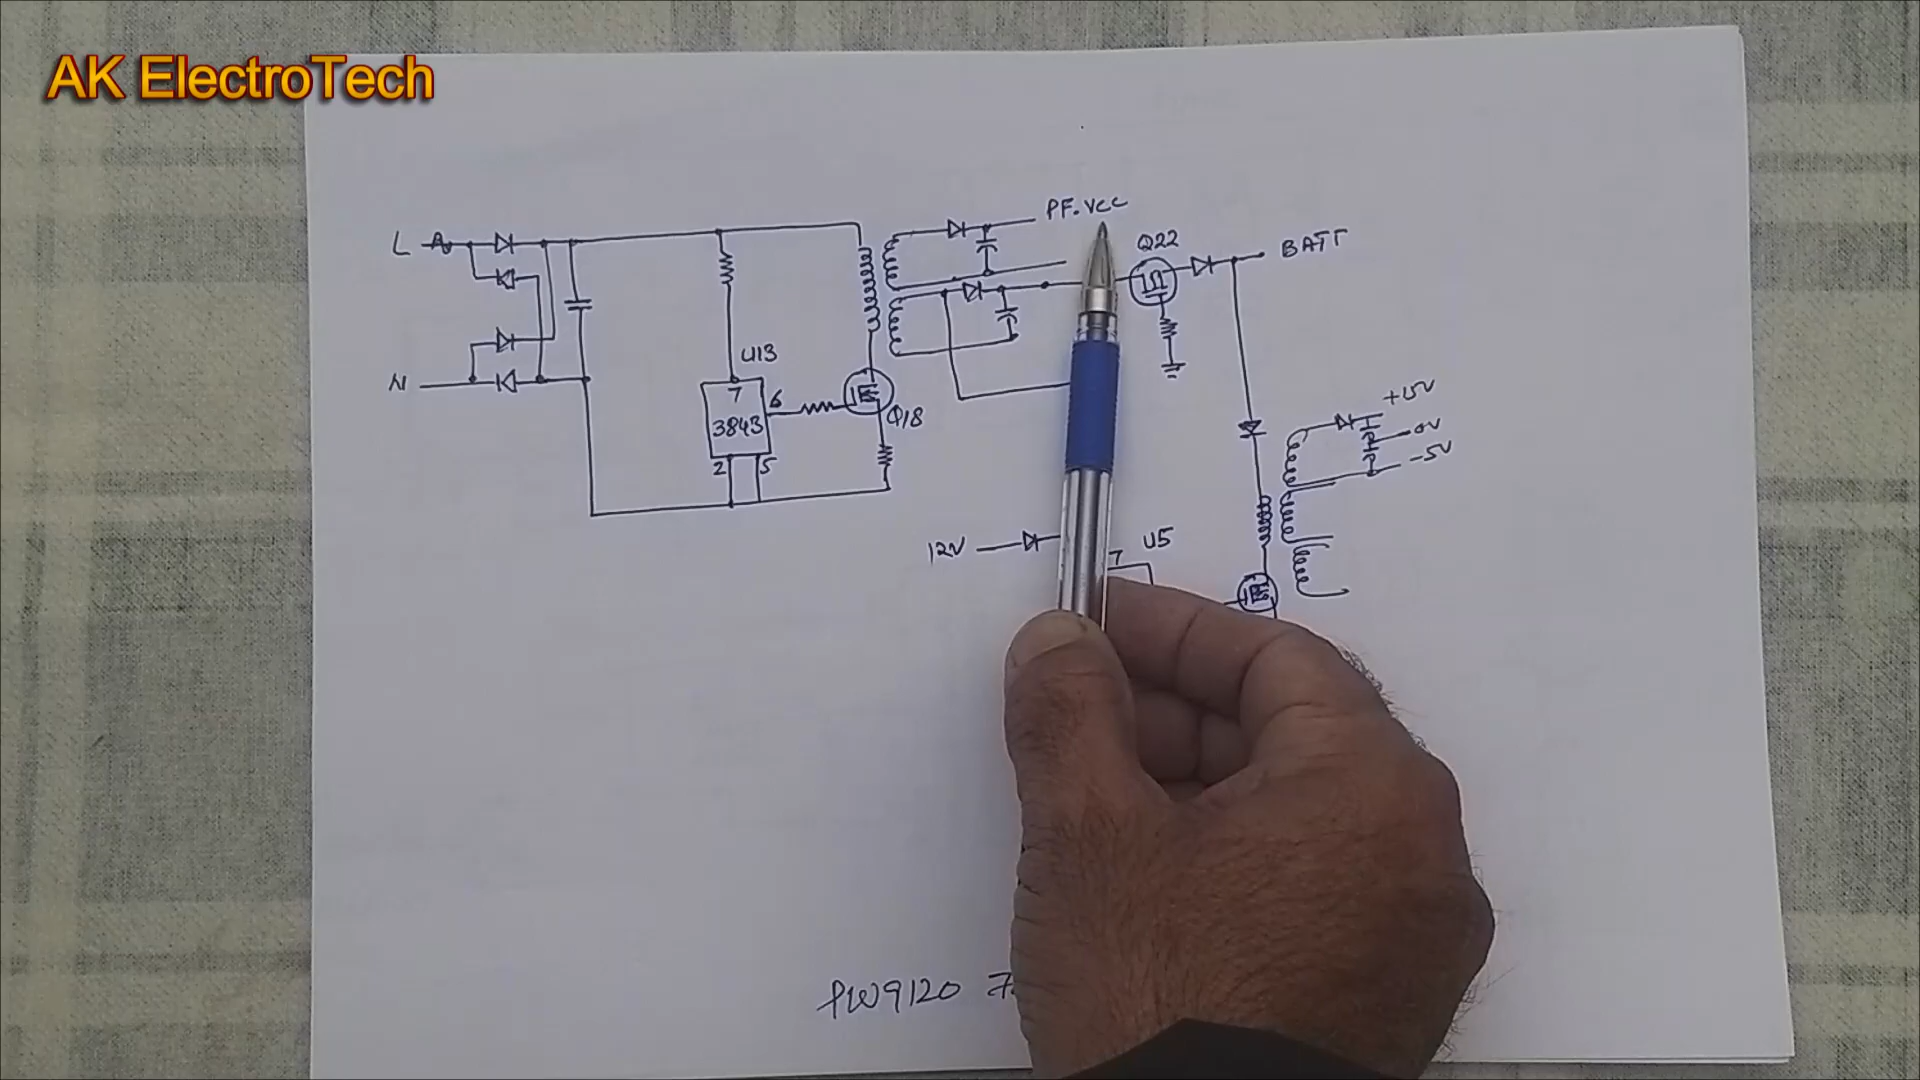 AK ElectroTech
PF.VCC
Q22
BATT
L
N
U13
7
3843
6
2
5
Q18
+15V
0V
-5V
12V
7
U5
PW9120